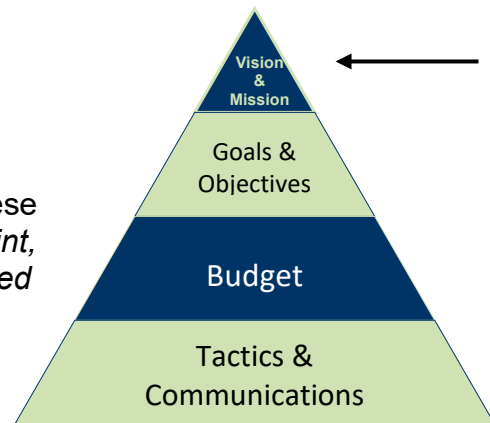 Vision
&
Mission
Goals &
Objectives
ese
int,
ed
Budget
Tactics &
Communications